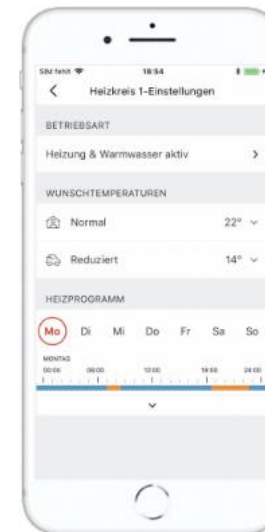 SIM fehlt 18:54
Heizkreis 1-Einstellungen
BETRIEBSART
Heizung & Warmwasser aktiv
WUNSCHTEMPERATUREN
Normal 22°
Reduziert 14°
HEIZPROGRAMM
Mo Di Mi Do Fr Sa So
MONTAG
00:00 06:00 12:00 18:00 24:00